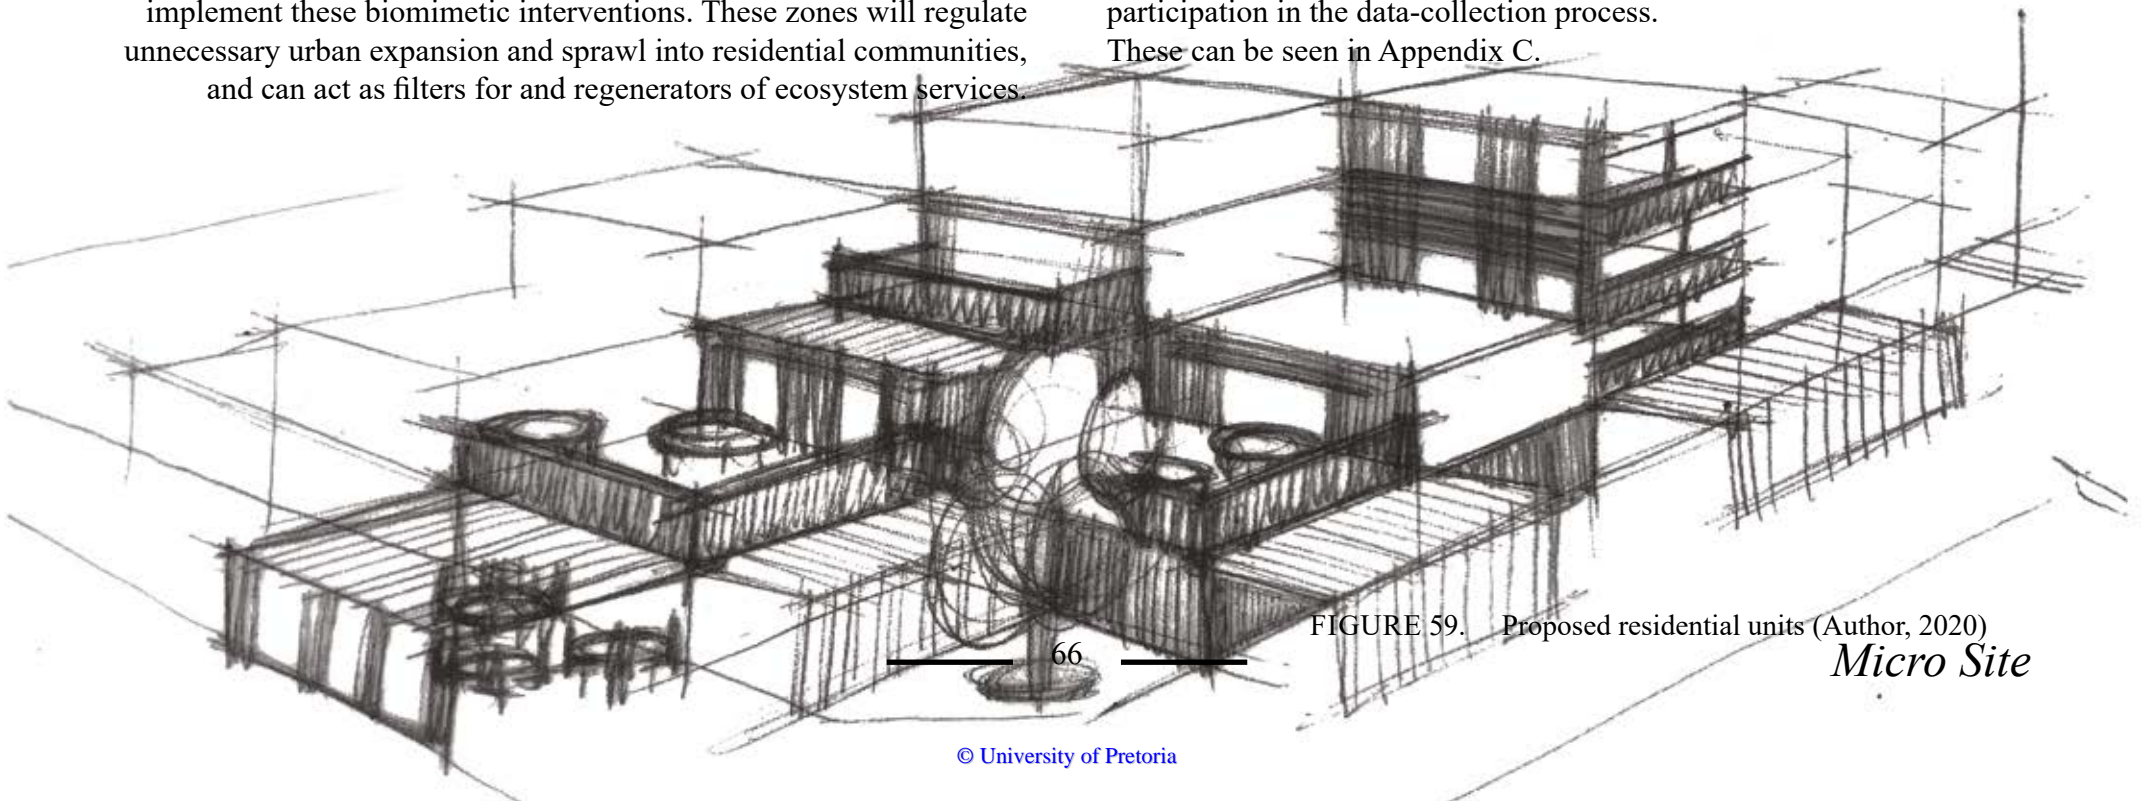 implement these biomimetic interventions. These zones will regulate
unnecessary urban expansion and sprawl into residential communities,
and can act as filters for and regenerators of ecosystem services.
participation in the data-collection process.
These can be seen in Appendix C.
FIGURE 59. Proposed residential units (Author, 2020)
66
Micro Site
© University of Pretoria